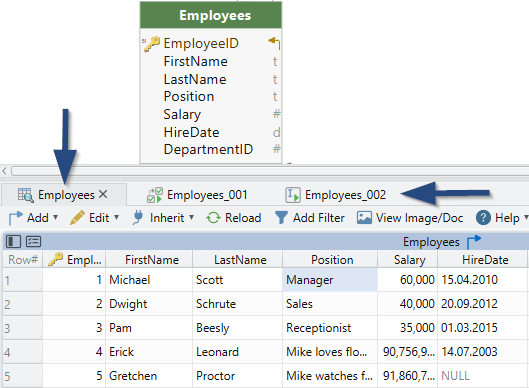 Employees
EmployeeID
FirstName t
LastName t
Position t
Salary #
HireDate d
DepartmentID #
Employees Employees_001 Employees_002
Add Edit Inherit Reload Add Filter View Image/Doc Help
Employees
Row# Empl... FirstName LastName Position Salary HireDate
1 1 Michael Scott Manager 60,000 15.04.2010
2 2 Dwight Schrute Sales 40,000 20.09.2012
3 3 Pam Beesly Receptionist 35,000 01.03.2015
4 4 Erick Leonard Mike loves flo... 90,756,9... 14.07.2003
5 5 Gretchen Proctor Mike watches f... 91,860,7... NULL